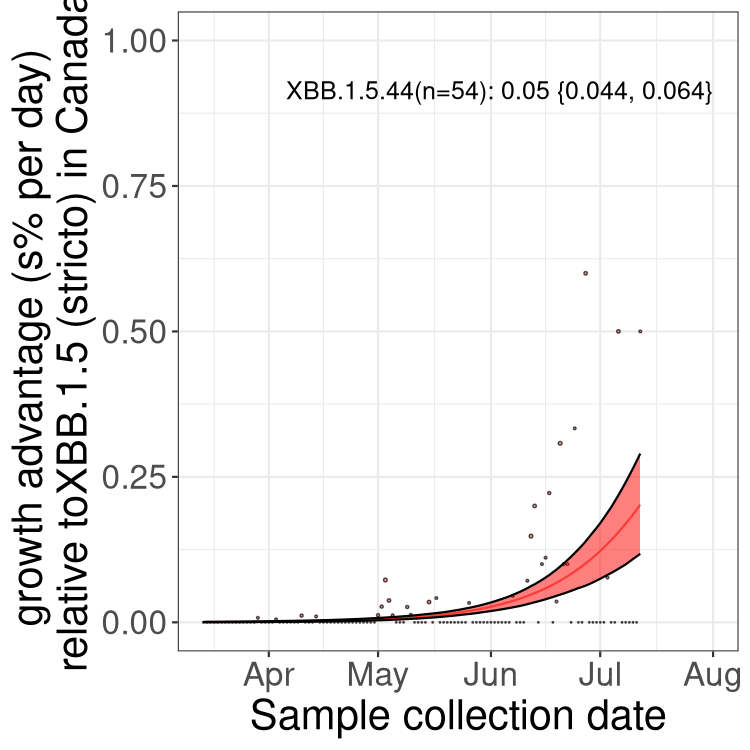 growth advantage (s% per day)
relative toXBB.1.5 (stricto) in Canada
1.00
0.75
0.50
0.25
0.00
XBB.1.5.44(n=54): 0.05 {0.044, 0.064}
Apr May Jun Jul Aug
Sample collection date